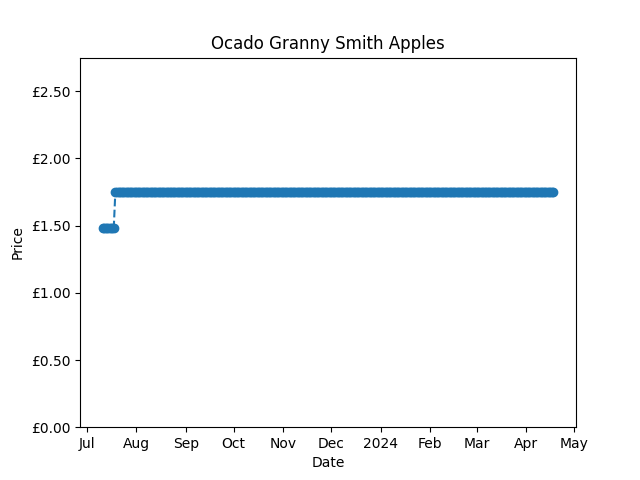 Ocado Granny Smith Apples
£2.50
£2.00
£1.50
£1.00
£0.50
£0.00
Price
Jul Aug Sep Oct Nov Dec 2024 Feb Mar Apr May
Date